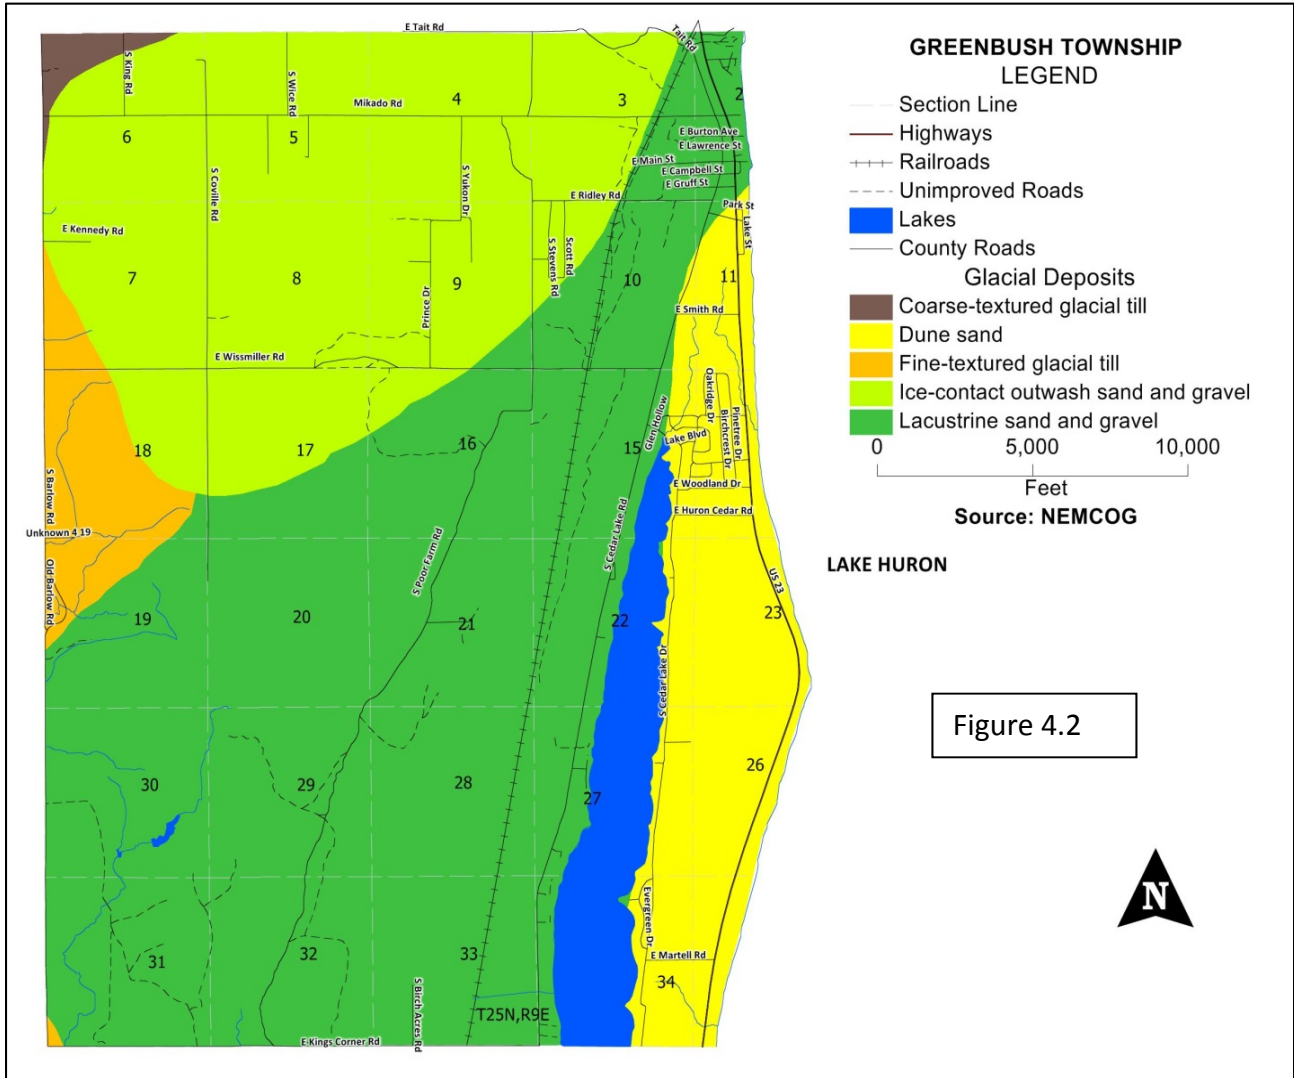 E Tait Rd
Tait Rd
S King Rd
S Wice Rd
Mikado Rd
4
3
2
6
5
E Burton Ave
E Lawrence St
E Main St
E Campbell St
E Gruff St
S Coville Rd
S Yukon Dr
E Ridley Rd
Park St
Lake St
E Kennedy Rd
S Stevens Rd
Scott Rd
7
8
9
10
11
Prince Dr
E Smith Rd
E Wissmiller Rd
Oakridge Dr
Birchcrest Dr
Pinetree Dr
Glen Hollow
Lake Blvd
18
17
16
15
S Barlow Rd
E Woodland Dr
E Huron Cedar Rd
Unknown 4 19
S Poor Farm Rd
S Cedar Lake Rd
Old Barlow Rd
US 23
19
20
21
22
23
S Cedar Lake Dr
30
29
28
27
26
Evergreen Dr
E Martell Rd
31
32
33
34
S Birch Acres Rd
T25N,R9E
E Kings Corner Rd
GREENBUSH TOWNSHIP
LEGEND
Section Line
Highways
Railroads
Unimproved Roads
Lakes
County Roads
Glacial Deposits
Coarse-textured glacial till
Dune sand
Fine-textured glacial till
Ice-contact outwash sand and gravel
Lacustrine sand and gravel
0 5,000 10,000
Feet
Source: NEMCOG
LAKE HURON
Figure 4.2
N